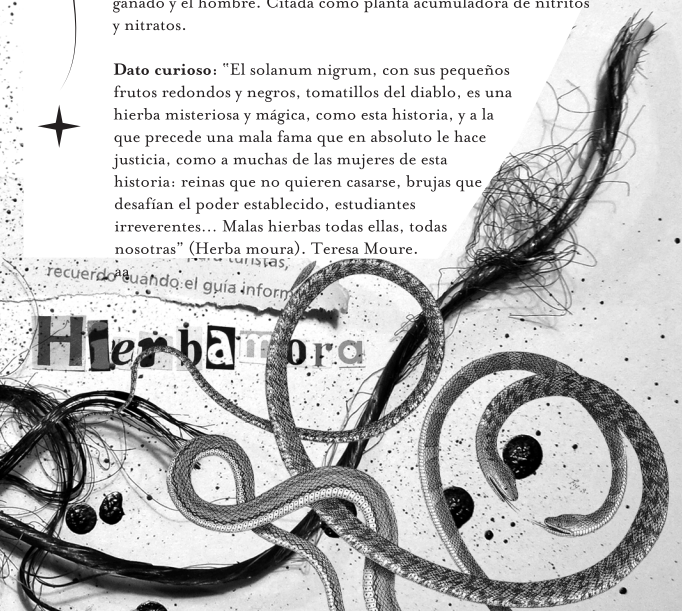 ganado y el hombre. Citada como planta acumuladora de nitritos
y nitratos.
Dato curioso: "El solanum nigrum, con sus pequeños
frutos redondos y negros, tomatillos del diablo, es una
hierba misteriosa y mágica, como esta historia, y a la
que precede una mala fama que en absoluto le hace
justicia, como a muchas de las mujeres de esta
historia: reinas que no quieren casarse, brujas que
desafían el poder establecido, estudiantes
irreverentes... Malas hierbas todas ellas, todas
nosotras" (Herba moura). Teresa Moure.
aa
para turistas,
recuerdo cuando el guía inform
Hierbamora